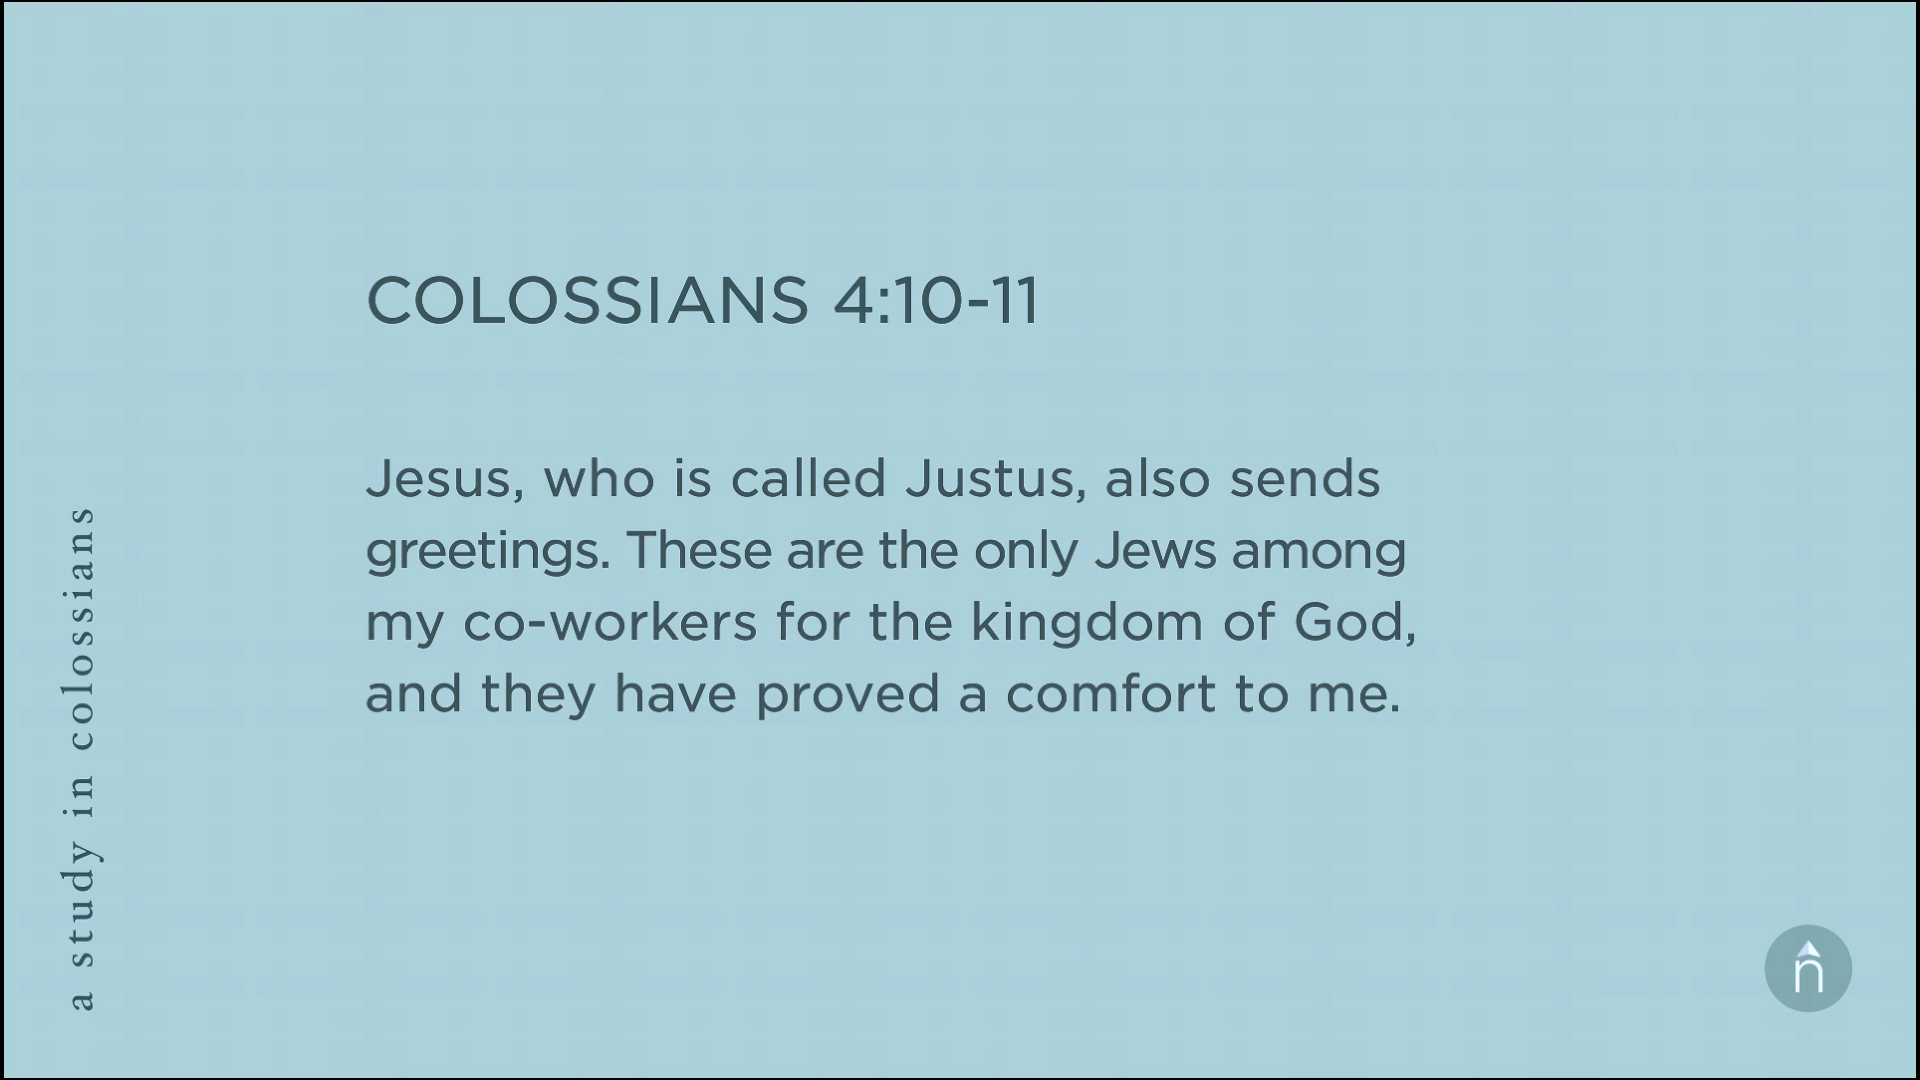 COLOSSIANS 4:10-11
Jesus, who is called Justus, also sends
greetings. These are the only Jews among
my co-workers for the kingdom of God,
and they have proved a comfort to me.
a study in colossians
n